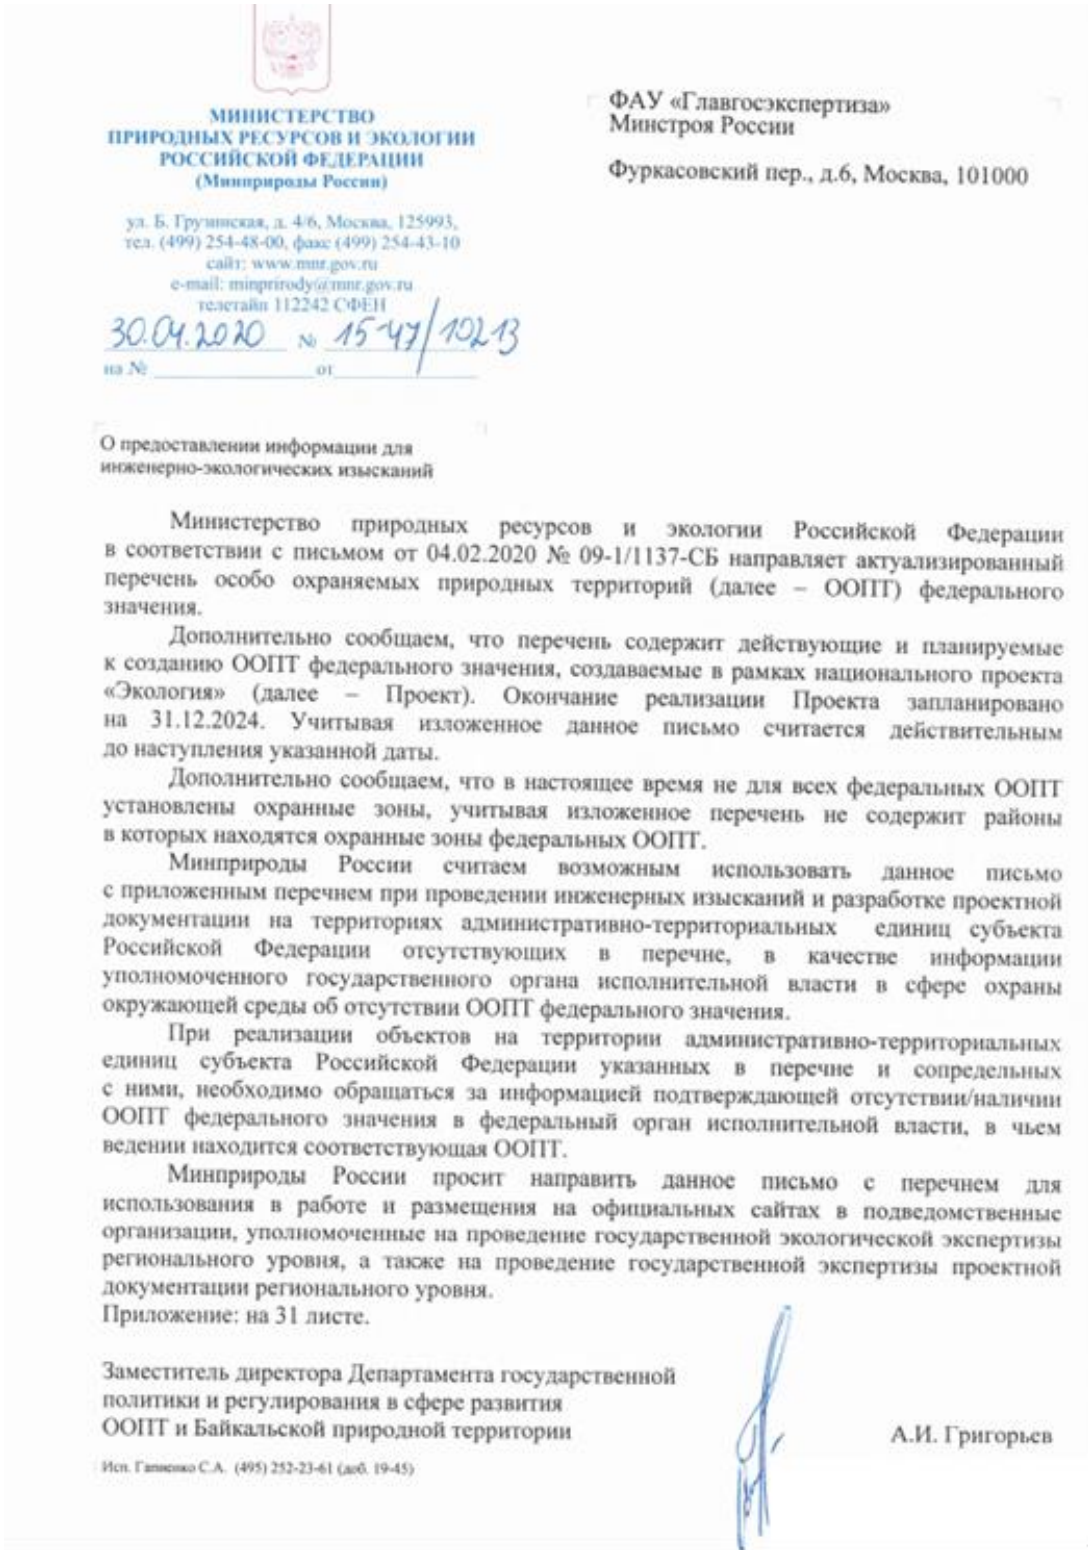 МИНИСТЕРСТВО
ПРИРОДНЫХ РЕСУРСОВ И ЭКОЛОГИИ
РОССИЙСКОЙ ФЕДЕРАЦИИ
(Минприроды России)
ул. Б. Грузинская, д. 4/6, Москва, 125993,
тел. (499) 254-48-00, факс (499) 254-43-10
сайт: www.mnr.gov.ru
e-mail: minprirody@mnr.gov.ru
телетайп 112242 СФЕН
30.04.2020 № 15-47/10213
на № от
ФАУ «Главгосэкспертиза»
Минстроя России
Фуркасовский пер., д.6, Москва, 101000
О предоставлении информации для
инженерно-экологических изысканий
Министерство природных ресурсов и экологии Российской Федерации
в соответствии с письмом от 04.02.2020 № 09-1/1137-СБ направляет актуализированный
перечень особо охраняемых природных территорий (далее – ООПТ) федерального
значения.
Дополнительно сообщаем, что перечень содержит действующие и планируемые
к созданию ООПТ федерального значения, создаваемые в рамках национального проекта
«Экология» (далее – Проект). Окончание реализации Проекта запланировано
на 31.12.2024. Учитывая изложенное данное письмо считается действительным
до наступления указанной даты.
Дополнительно сообщаем, что в настоящее время не для всех федеральных ООПТ
установлены охранные зоны, учитывая изложенное перечень не содержит районы
в которых находятся охранные зоны федеральных ООПТ.
Минприроды России считаем возможным использовать данное письмо
с приложенным перечнем при проведении инженерных изысканий и разработке проектной
документации на территориях административно-территориальных единиц субъекта
Российской Федерации отсутствующих в перечне, в качестве информации
уполномоченного государственного органа исполнительной власти в сфере охраны
окружающей среды об отсутствии ООПТ федерального значения.
При реализации объектов на территории административно-территориальных
единиц субъекта Российской Федерации указанных в перечне и сопредельных
с ними, необходимо обращаться за информацией подтверждающей отсутствии/наличии
ООПТ федерального значения в федеральный орган исполнительной власти, в чьем
ведении находится соответствующая ООПТ.
Минприроды России просит направить данное письмо с перечнем для
использования в работе и размещения на официальных сайтах в подведомственные
организации, уполномоченные на проведение государственной экологической экспертизы
регионального уровня, а также на проведение государственной экспертизы проектной
документации регионального уровня.
Приложение: на 31 листе.
Заместитель директора Департамента государственной
политики и регулирования в сфере развития
ООПТ и Байкальской природной территории
А.И. Григорьев
Исп. Гапиенко С.А. (495) 252-23-61 (доб. 19-45)